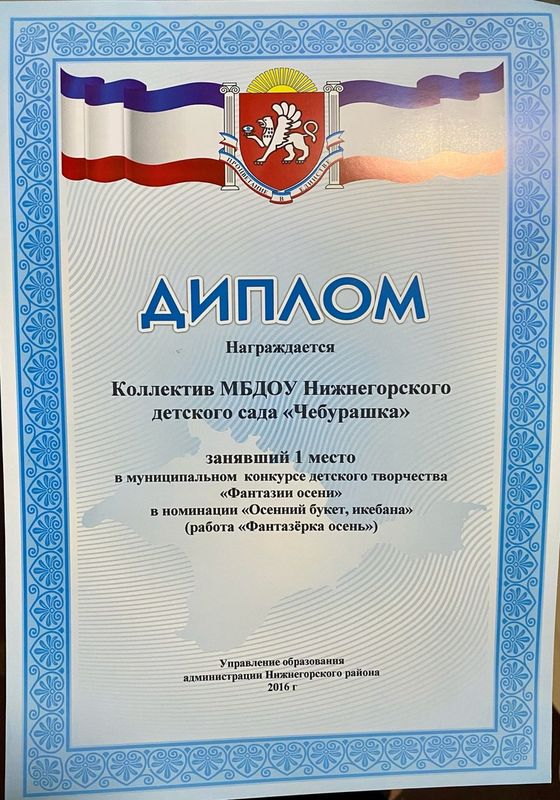 ПРОЦВЕТАНИЕ В ЕДИНСТВЕ
ДИПЛОМ
Награждается
Коллектив МБДОУ Нижнегорского
детского сада «Чебурашка»
занявший 1 место
в муниципальном конкурсе детского творчества
«Фантазии осени»
в номинации «Осенний букет, икебана»
(работа «Фантазёрка осень»)
Управление образования
администрации Нижнегорского района
2016 г